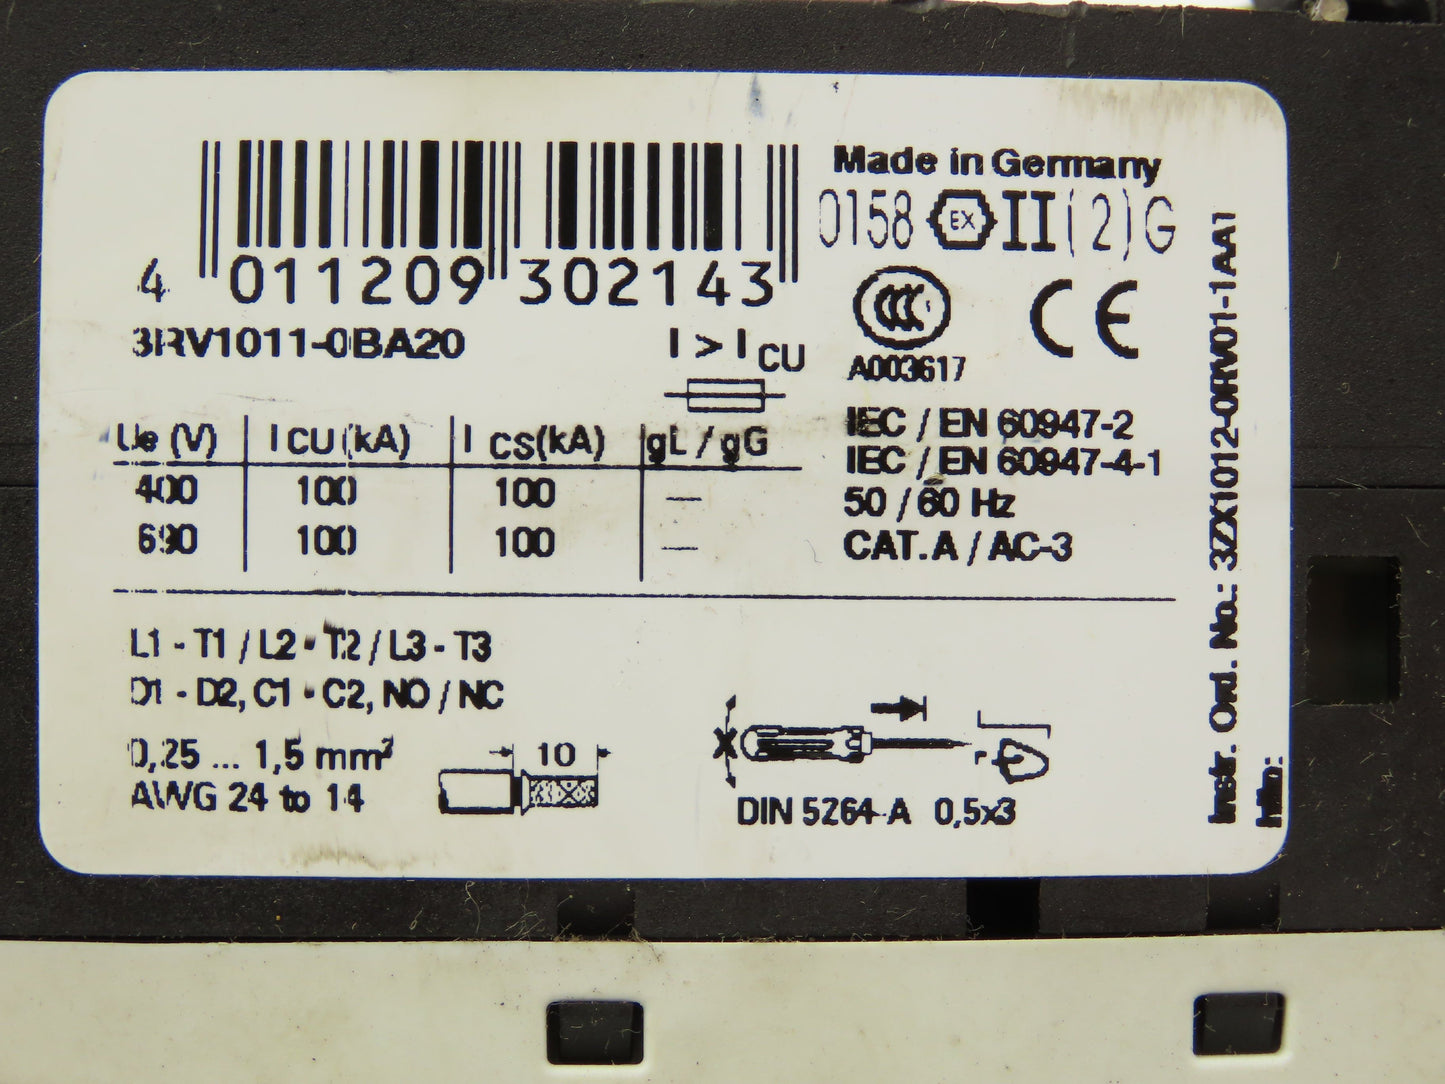 Made in Germany
0158 EX II (2) G
4 011209 302143
3RV1011-0BA20
I > I CU
CCC
A003617
CE
Ue (V) I CU (kA) I CS (kA) gL / gG
400 100 100 —
690 100 100 —
IEC / EN 60947-2
IEC / EN 60947-4-1
50 / 60 Hz
CAT. A / AC-3
L1 - T1 / L2 - T2 / L3 - T3
D1 - D2, C1 - C2, NO / NC
0,25 ... 1,5 mm²
AWG 24 to 14
10
DIN 5264-A 0,5x3
Instr. Ord. No.: 3ZX1012-0RV01-1AA1